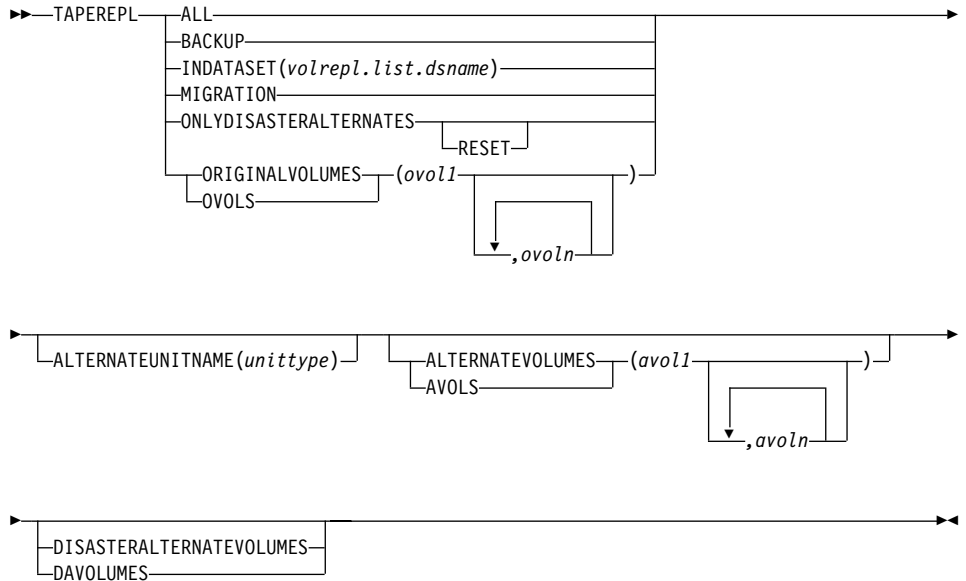 TAPEREPL ALL
BACKUP
INDATASET(volrepl.list.dsname)
MIGRATION
ONLYDISASTERALTERNATES
RESET
ORIGINALVOLUMES (ovol1 )
OVOLS
,ovoln
ALTERNATEUNITNAME(unittype) ALTERNATEVOLUMES (avol1 )
AVOLS
,avoln
DISASTERALTERNATEVOLUMES
DAVOLUMES